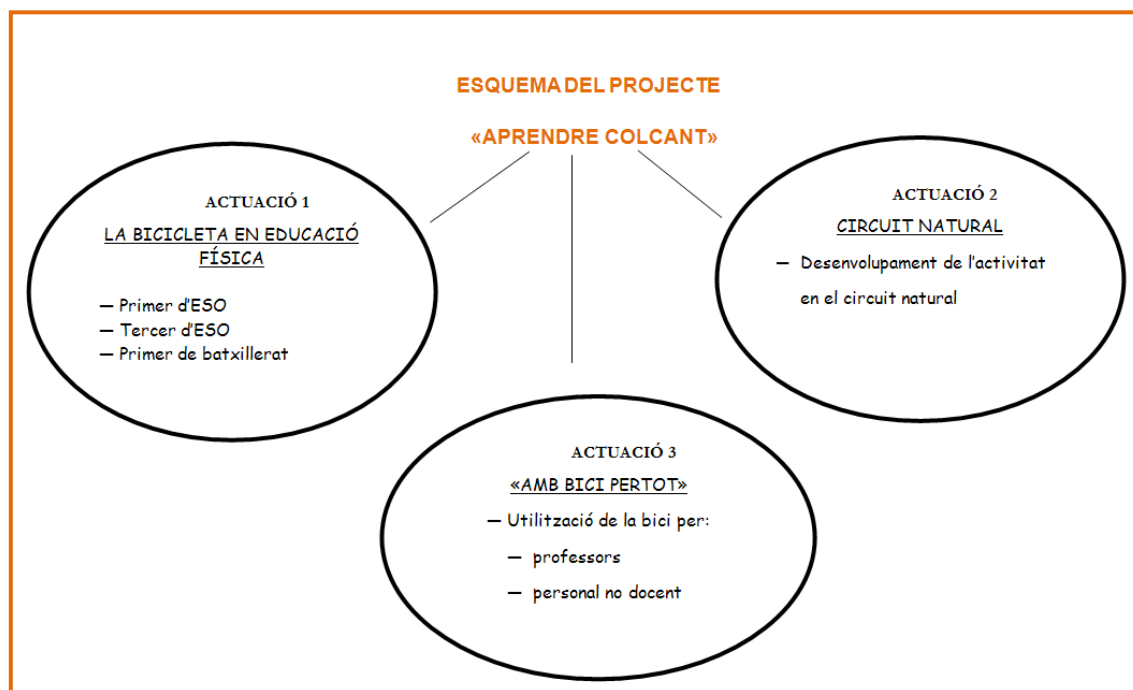 ESQUEMA DEL PROJECTE
«APRENDRE COLCANT»
ACTUACIÓ 1
LA BICICLETA EN EDUCACIÓ
FÍSICA
— Primer d'ESO
— Tercer d'ESO
— Primer de batxillerat
ACTUACIÓ 2
CIRCUIT NATURAL
— Desenvolupament de l'activitat
en el circuit natural
ACTUACIÓ 3
«AMB BICI PERTOT»
— Utilització de la bici per:
— professors
— personal no docent